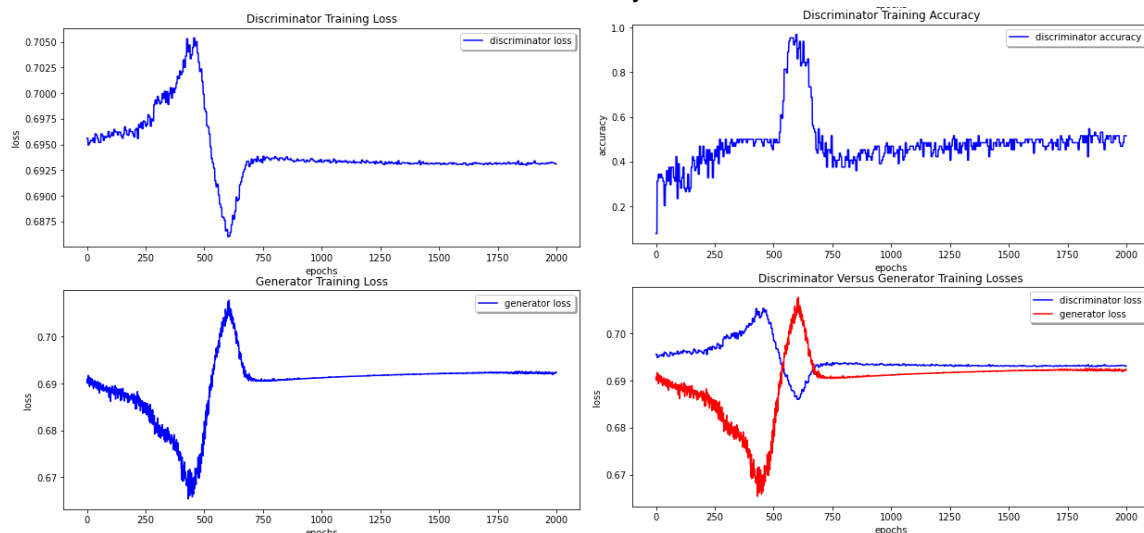 epochs
Discriminator Training Loss
discriminator loss
0.7050
0.7025
0.7000
0.6975
0.6950
0.6925
0.6900
0.6875
loss
0 250 500 750 1000 1250 1500 1750 2000
epochs
Discriminator Training Accuracy
discriminator accuracy
1.0
0.8
0.6
0.4
0.2
accuracy
0 250 500 750 1000 1250 1500 1750 2000
epochs
Generator Training Loss
generator loss
0.70
0.69
0.68
0.67
loss
0 250 500 750 1000 1250 1500 1750 2000
epochs
Discriminator Versus Generator Training Losses
discriminator loss
generator loss
0.70
0.69
0.68
0.67
loss
0 250 500 750 1000 1250 1500 1750 2000
epochs